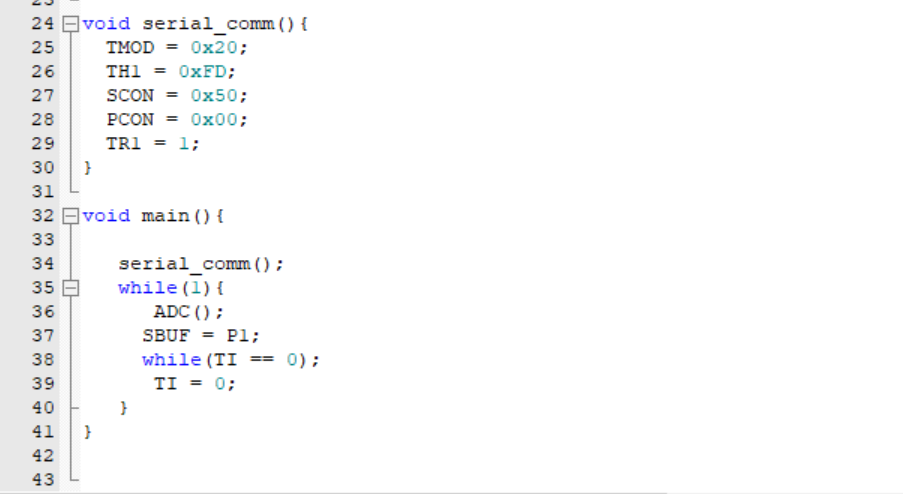 23
24 void serial_comm(){
25 TMOD = 0x20;
26 TH1 = 0xFD;
27 SCON = 0x50;
28 PCON = 0x00;
29 TR1 = 1;
30 }
31
32 void main(){
33
34 serial_comm();
35 while(1){
36 ADC();
37 SBUF = P1;
38 while(TI == 0);
39 TI = 0;
40 }
41 }
42
43